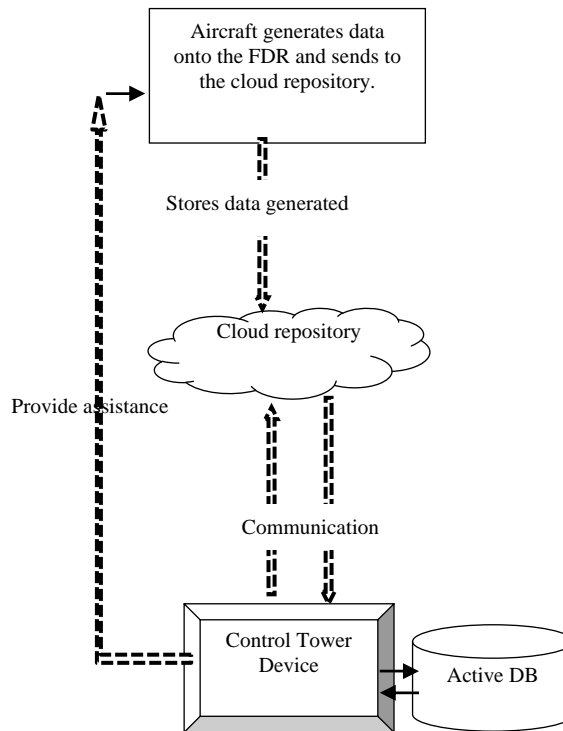 Aircraft generates data
onto the FDR and sends to
the cloud repository.
Stores data generated
Cloud repository
Provide assistance
Communication
Control Tower
Device
Active DB